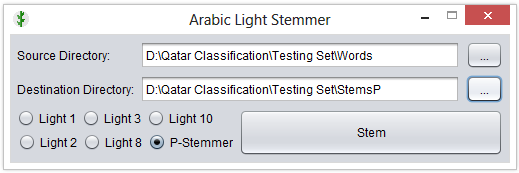 Arabic Light Stemmer
Source Directory: D:\Qatar Classification\Testing Set\Words ...
Destination Directory: D:\Qatar Classification\Testing Set\StemsP ...
Light 1 Light 3 Light 10
Light 2 Light 8 P-Stemmer
Stem